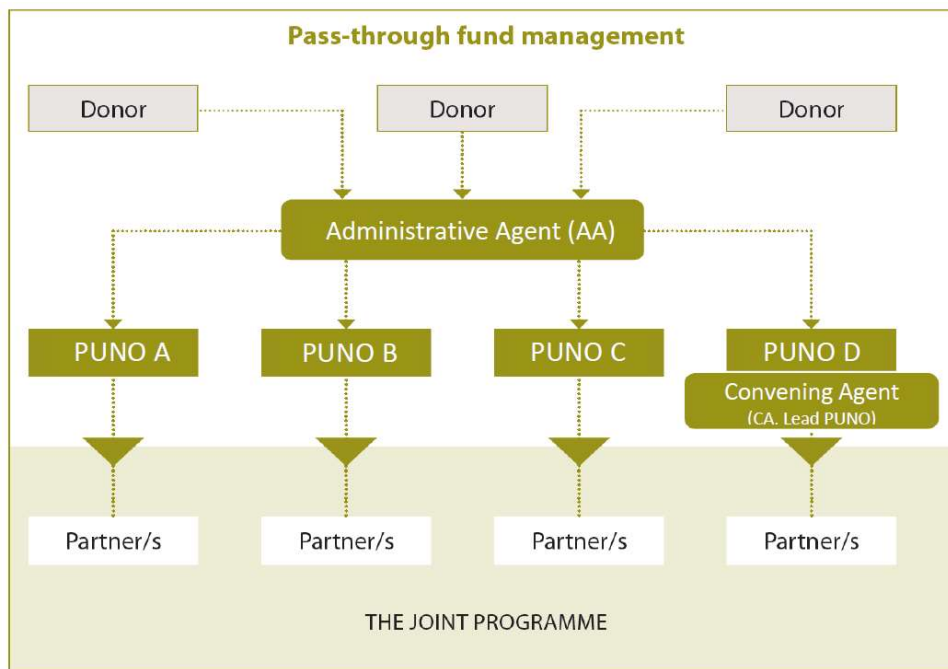 Pass-through fund management
Donor
Donor
Donor
Administrative Agent (AA)
PUNO A
PUNO B
PUNO C
PUNO D
Convening Agent
(CA. Lead PUNO)
Partner/s
Partner/s
Partner/s
Partner/s
THE JOINT PROGRAMME